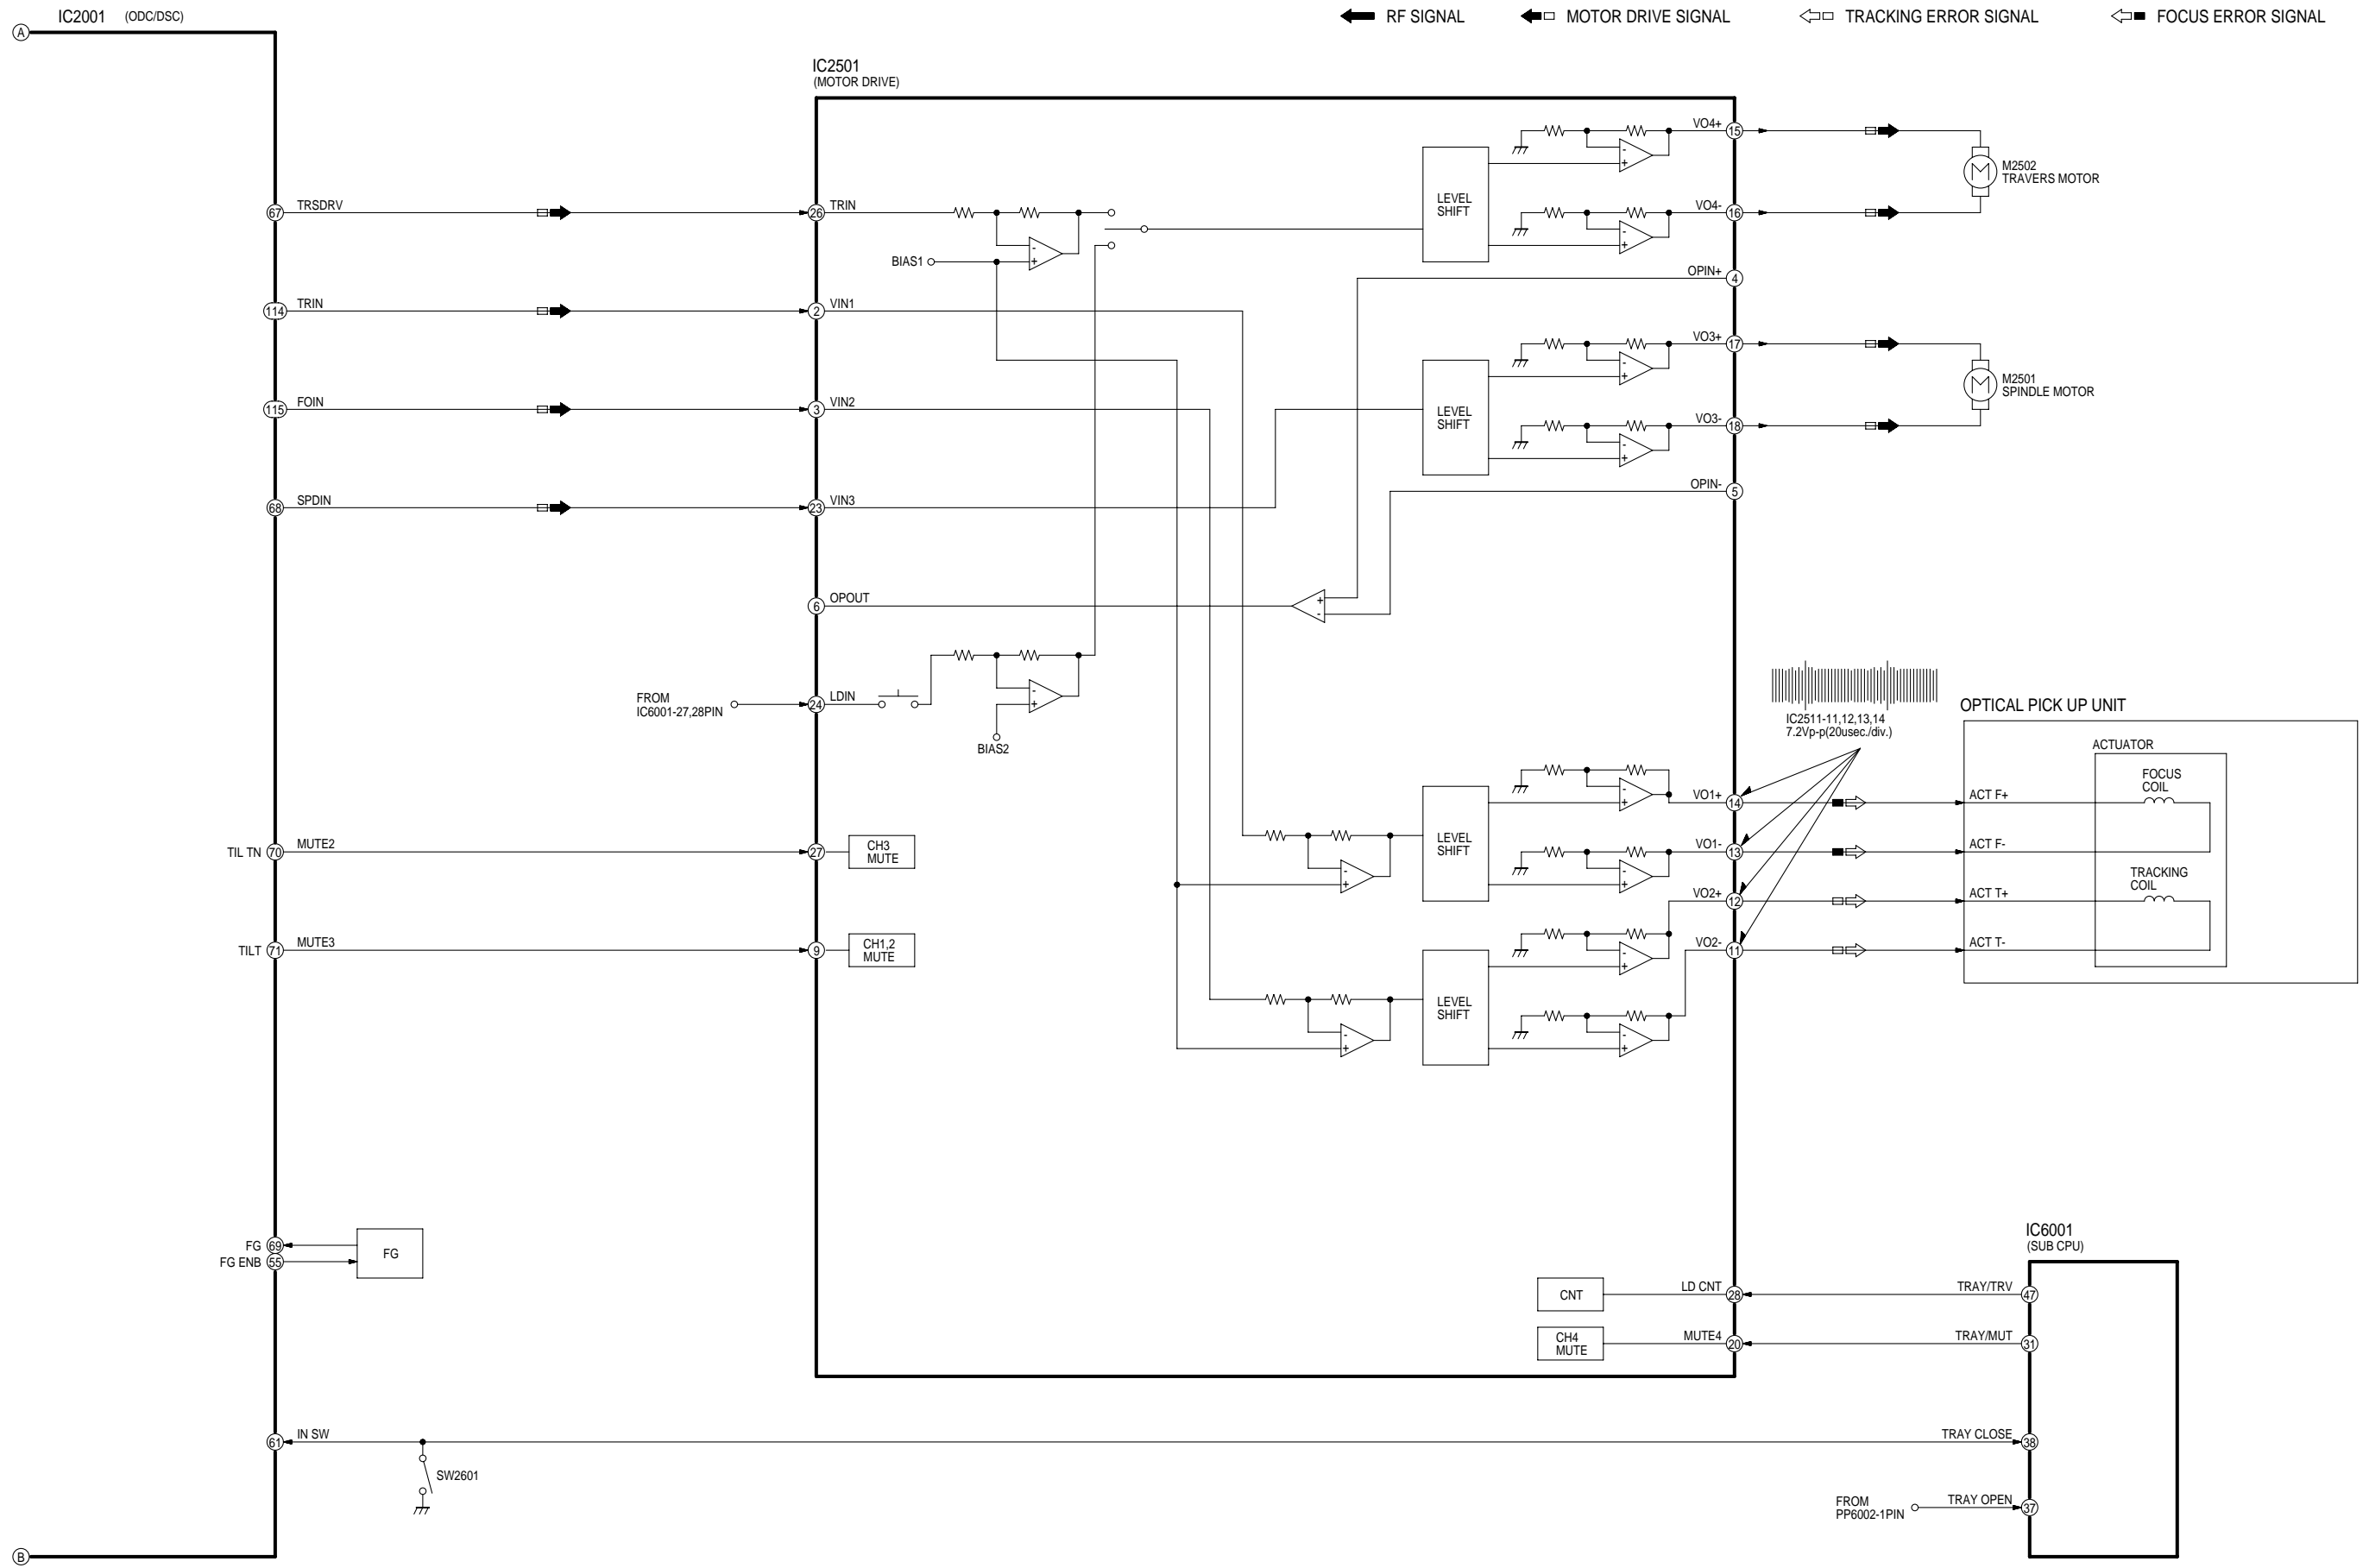 IC2001 (ODC/DSC)
RF SIGNAL
MOTOR DRIVE SIGNAL
TRACKING ERROR SIGNAL
FOCUS ERROR SIGNAL
A
IC2501
(MOTOR DRIVE)
VO4+ 15
M2502
TRAVERS MOTOR
LEVEL
SHIFT
67 TRSDRV
26 TRIN
VO4- 16
BIAS1
OPIN+ 4
114 TRIN
2 VIN1
VO3+ 17
M2501
SPINDLE MOTOR
115 FOIN
3 VIN2
LEVEL
SHIFT
VO3- 18
OPIN- 5
68 SPDIN
23 VIN3
6 OPOUT
FROM
IC6001-27,28PIN
24 LDIN
BIAS2
IC2511-11,12,13,14
7.2Vp-p(20usec./div.)
OPTICAL PICK UP UNIT
ACTUATOR
FOCUS
COIL
VO1+ 14
ACT F+
LEVEL
SHIFT
TIL TN 70 MUTE2
27
CH3
MUTE
VO1- 13
ACT F-
TRACKING
COIL
VO2+ 12
ACT T+
TILT 71 MUTE3
9
CH1,2
MUTE
VO2- 11
ACT T-
LEVEL
SHIFT
FG 69
FG ENB 55
FG
IC6001
(SUB CPU)
CNT
LD CNT 28
TRAY/TRV 47
CH4
MUTE
MUTE4 20
TRAY/MUT 31
61 IN SW
TRAY CLOSE 38
SW2601
FROM
PP6002-1PIN
TRAY OPEN 37
B